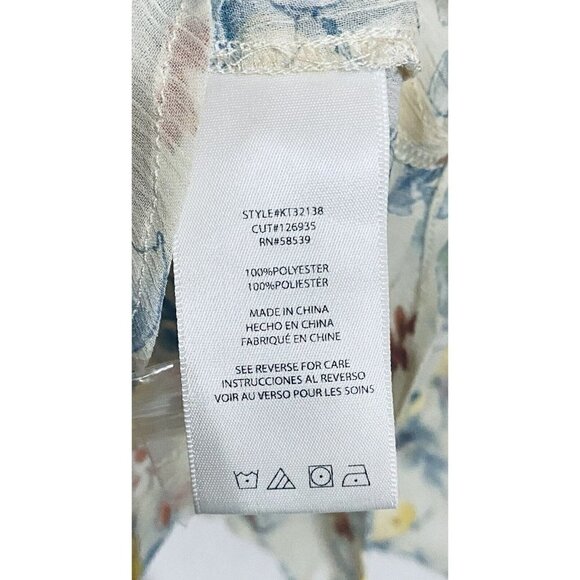 STYLE#KT32138
CUT#126935
RN#58539
100%POLYESTER
100%POLIESTÉR
MADE IN CHINA
HECHO EN CHINA
FABRIQUÉ EN CHINE
SEE REVERSE FOR CARE
INSTRUCCIONES AL REVERSO
VOIR AU VERSO POUR LES SOINS